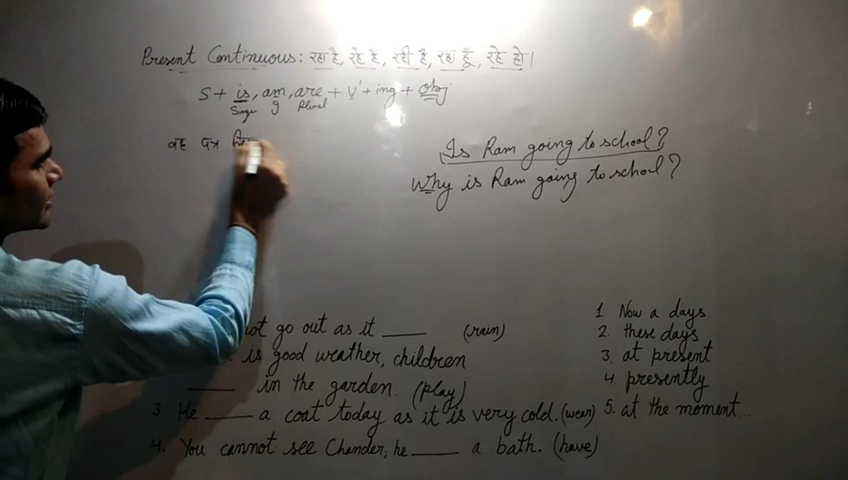 Present Continuous: रहा है, रहे है, रही है, रहा हूँ, रहे हो।
S + is, am, are + V' + ing + obj
Singu I Plural
वह पत्र
Is Ram going to school?
Why is Ram going to school?
not go out as it ____ (rain)
is good weather, children
____ in the garden. (play)
3. He ____ a coat today as it is very cold. (wear)
4. You cannot see Chander, he ____ a bath. (have)
1 Now a days
2. these days
3, at present
4. presently
5. at the moment...